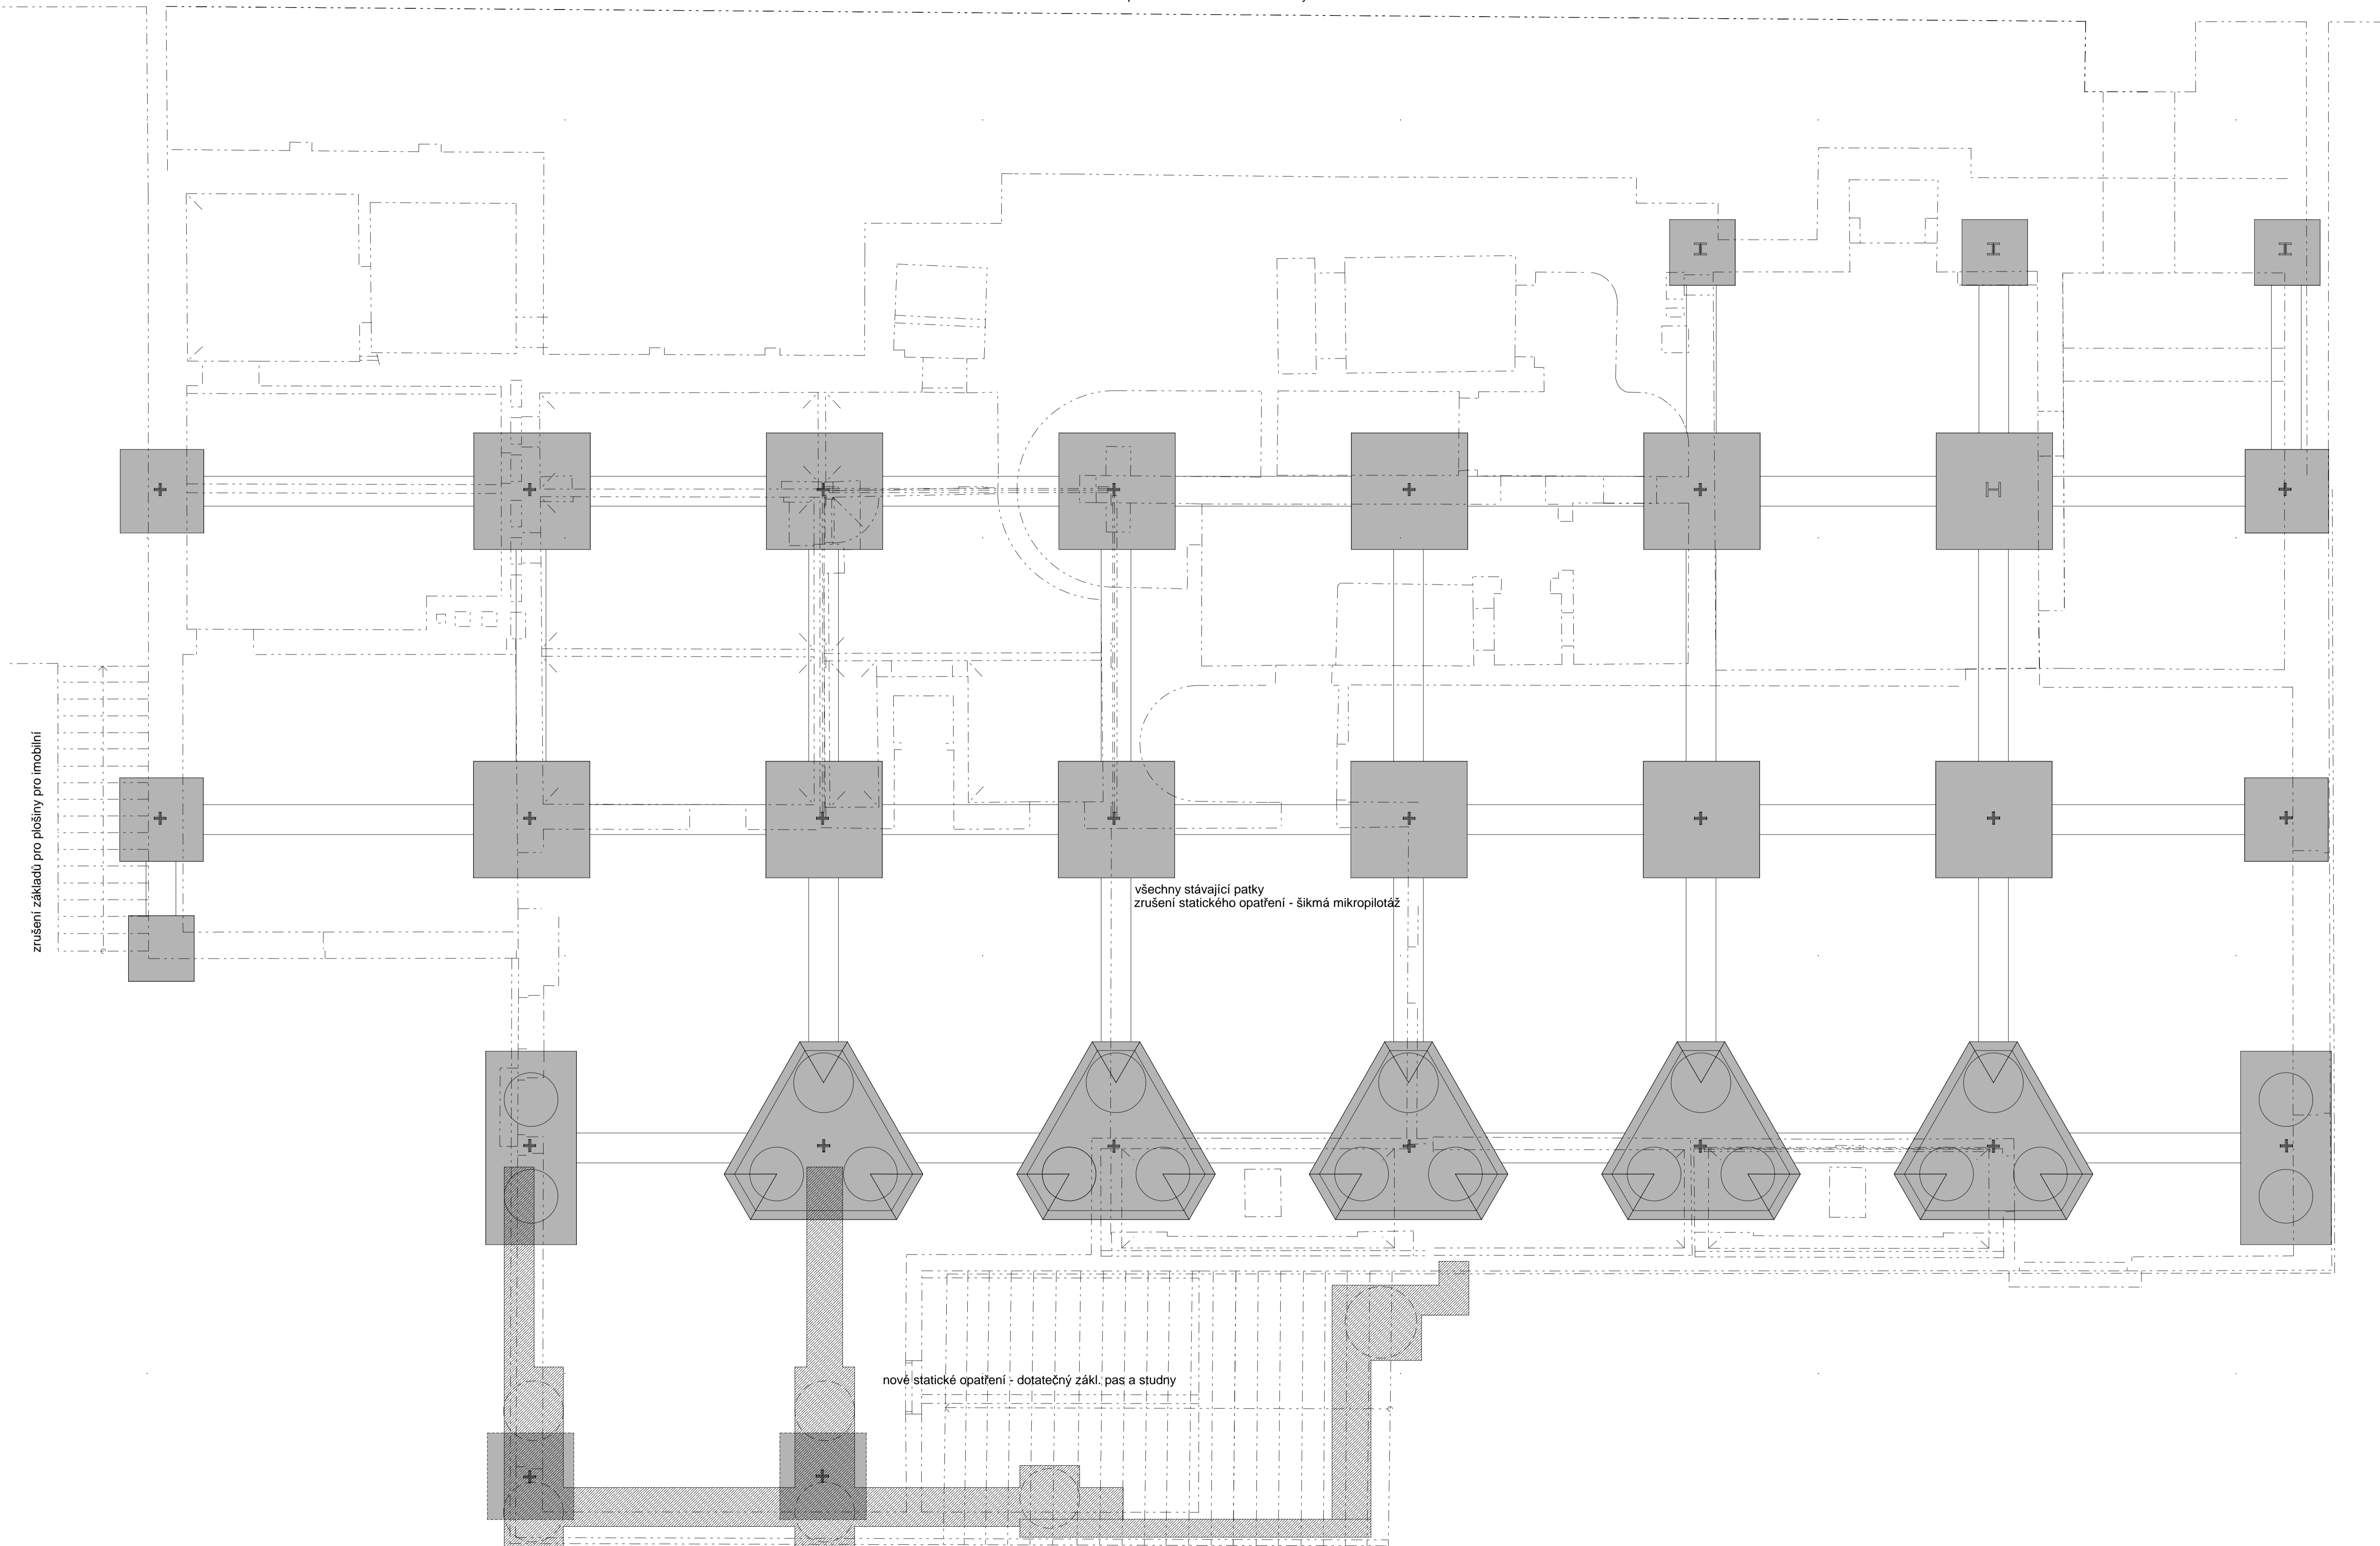 zrušení základů pro plošiny pro imobilní
všechny stávající patky
zrušení statického opatření - šikmá mikropilotáž
nové statické opatření - dotatečný zákl. pas a studny